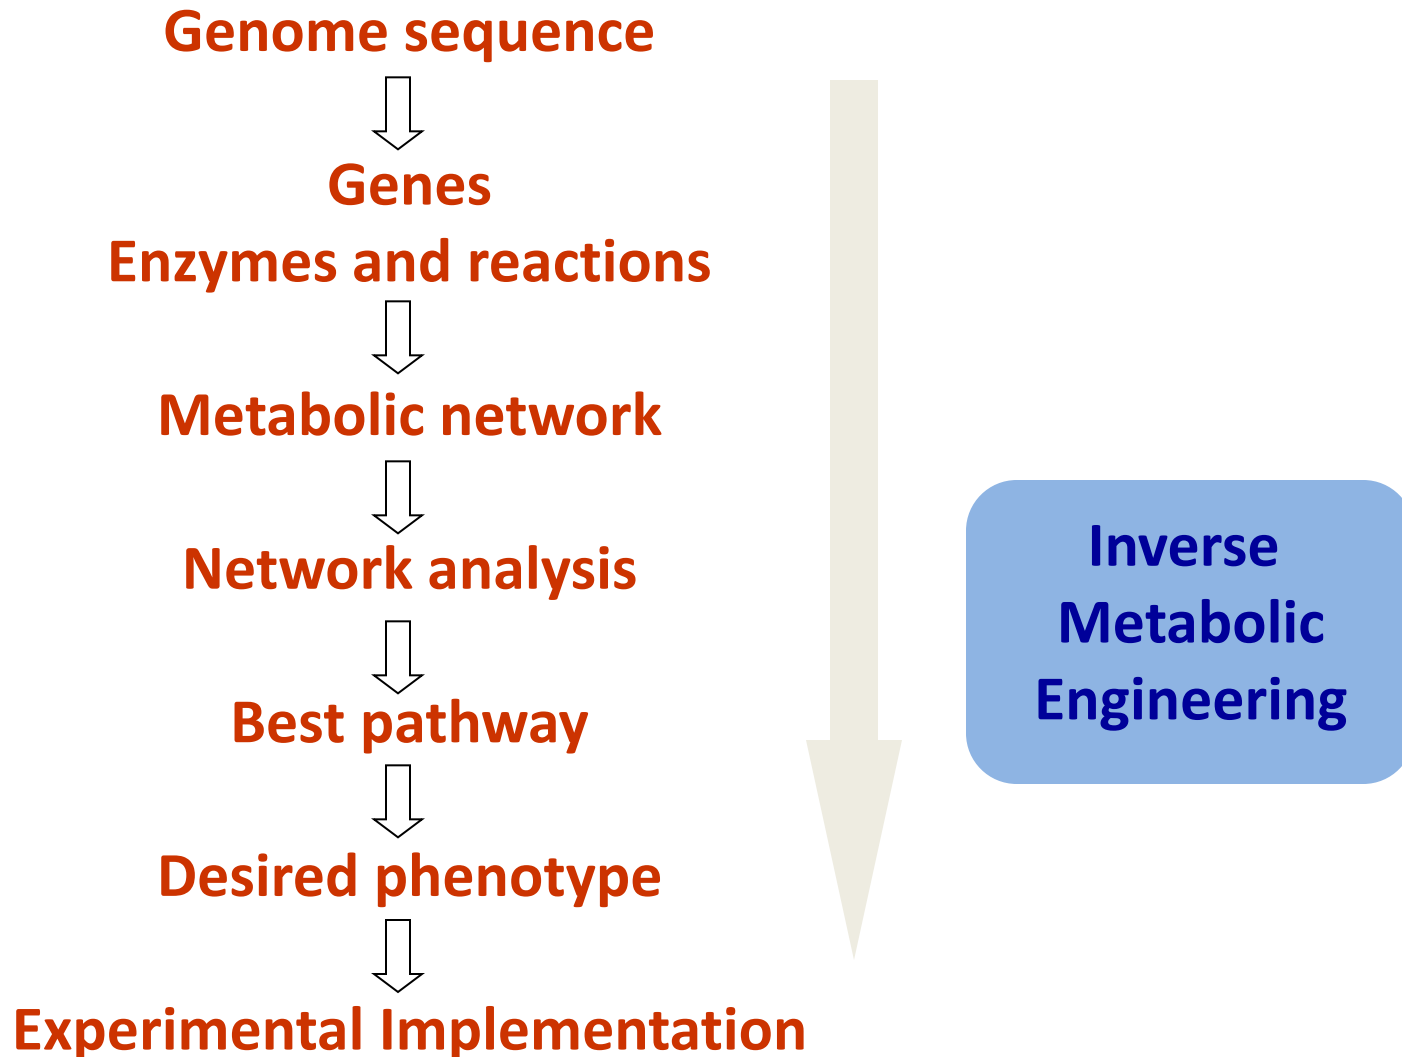 Genome sequence
Genes
Enzymes and reactions
Metabolic network
Network analysis
Best pathway
Desired phenotype
Experimental Implementation
Inverse
Metabolic
Engineering